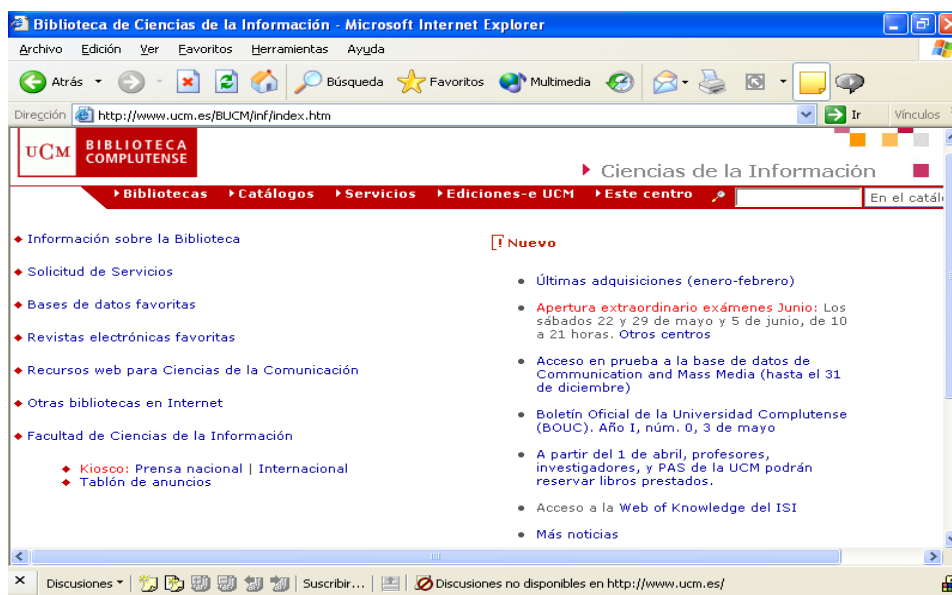 Biblioteca de Ciencias de la Información - Microsoft Internet Explorer
Archivo Edición Ver Favoritos Herramientas Ayuda
Atrás Búsqueda Favoritos Multimedia
Dirección http://www.ucm.es/BUCM/inf/index.htm Ir Vínculos
UCM BIBLIOTECA
COMPLUTENSE
Ciencias de la Información
Bibliotecas Catálogos Servicios Ediciones-e UCM Este centro En el catál
Información sobre la Biblioteca
Solicitud de Servicios
Bases de datos favoritas
Revistas electrónicas favoritas
Recursos web para Ciencias de la Comunicación
Otras bibliotecas en Internet
Facultad de Ciencias de la Información
Kiosco: Prensa nacional | Internacional
Tablón de anuncios
! Nuevo
Últimas adquisiciones (enero-febrero)
Apertura extraordinario exámenes Junio: Los
sábados 22 y 29 de mayo y 5 de junio, de 10
a 21 horas. Otros centros
Acceso en prueba a la base de datos de
Communication and Mass Media (hasta el 31
de diciembre)
Boletín Oficial de la Universidad Complutense
(BOUC). Año I, núm. 0, 3 de mayo
A partir del 1 de abril, profesores,
investigadores, y PAS de la UCM podrán
reservar libros prestados.
Acceso a la Web of Knowledge del ISI
Más noticias
Discusiones Suscribir... Discusiones no disponibles en http://www.ucm.es/